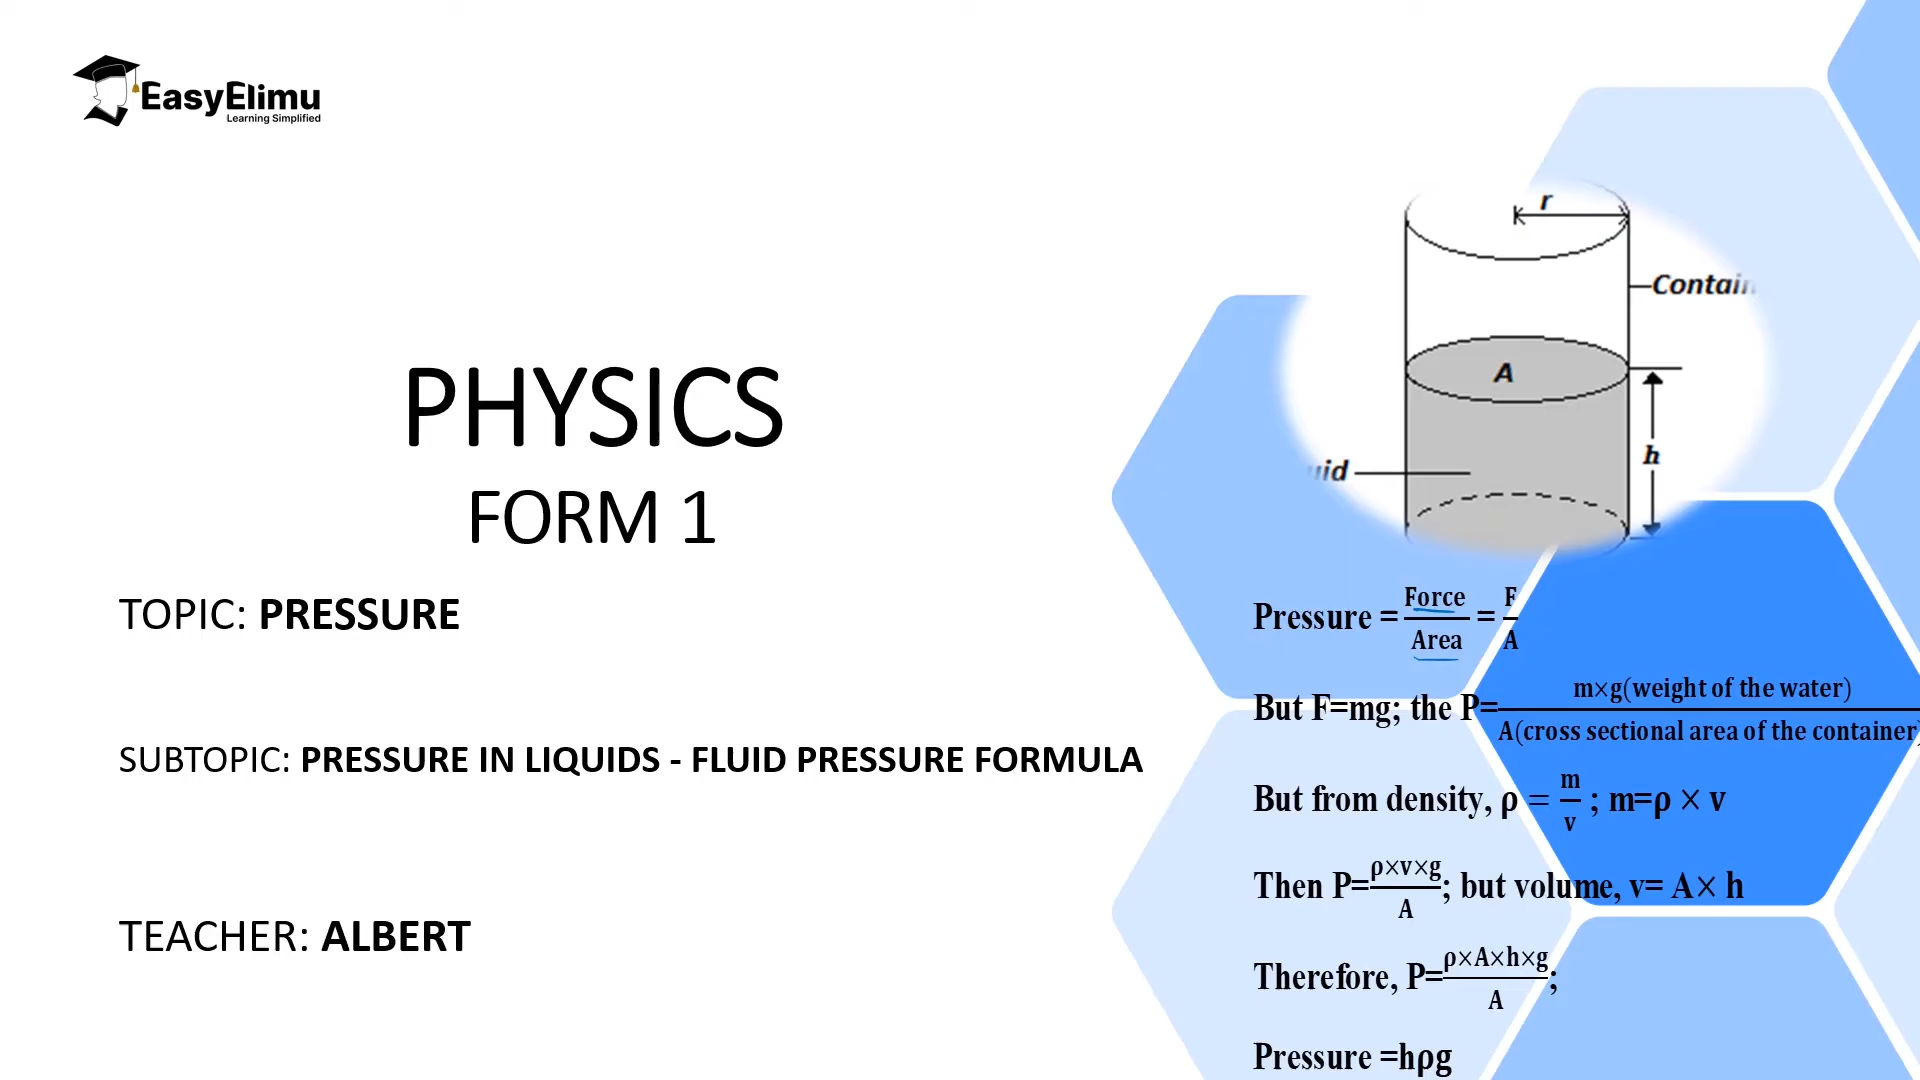 EasyElimu
Learning Simplified
PHYSICS
FORM 1
TOPIC: PRESSURE
SUBTOPIC: PRESSURE IN LIQUIDS - FLUID PRESSURE FORMULA
TEACHER: ALBERT
r
A
h
Pressure = Force/Area = F/A
But F=mg; the P= m×g(weight of the water)/A(cross sectional area of the container)
But from density, ρ = m/v ; m=ρ × v
Then P= ρ×v×g/A; but volume, v= A× h
Therefore, P= ρ×A×h×g/A;
Pressure =hρg